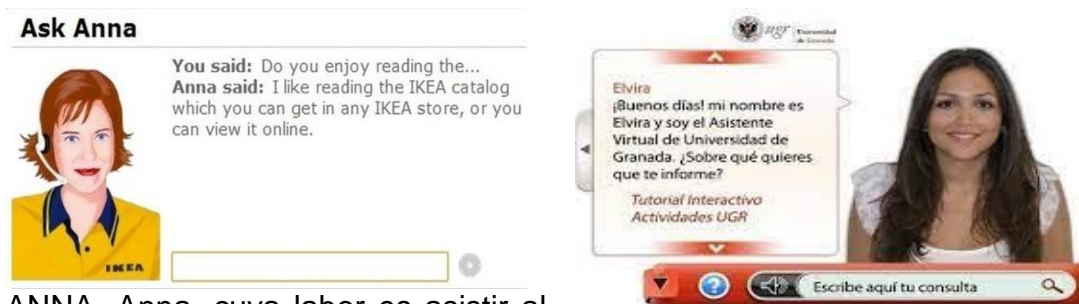 Ask Anna
You said: Do you enjoy reading the...
Anna said: I like reading the IKEA catalog
which you can get in any IKEA store, or you
can view it online.
IKEA
ugr Universidad
de Granada
Elvira
¡Buenos días! mi nombre es
Elvira y soy el Asistente
Virtual de Universidad de
Granada. ¿Sobre qué quieres
que te informe?
Tutorial Interactivo
Actividades UGR
Escribe aquí tu consulta
ANNA. Anna, cuya labor es asistir al